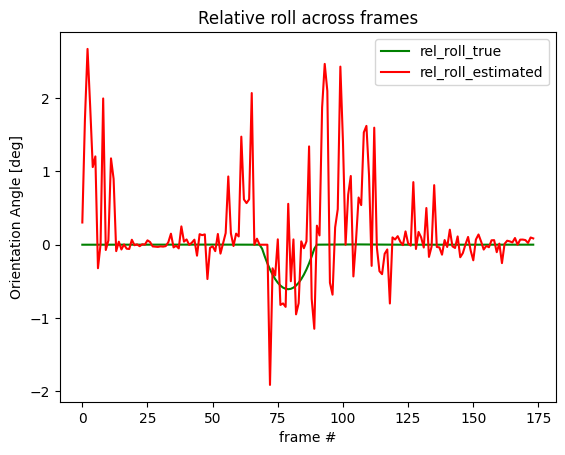 Relative roll across frames
rel_roll_true
rel_roll_estimated
Orientation Angle [deg]
2
1
0
−1
−2
0
25
50
75
100
125
150
175
frame #